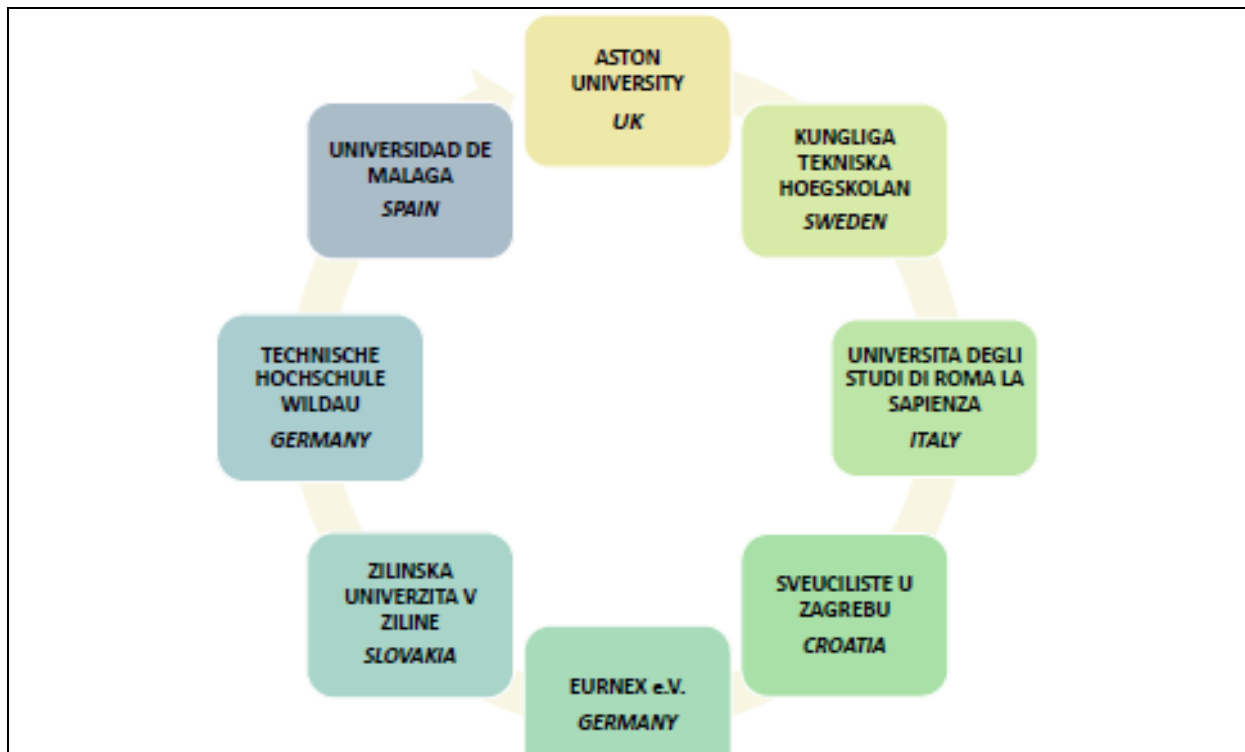 ASTON
UNIVERSITY
UK
KUNGLIGA
TEKNISKA
HOEGSKOLAN
SWEDEN
UNIVERSITA DEGLI
STUDI DI ROMA LA
SAPIENZA
ITALY
SVEUCILISTE U
ZAGREBU
CROATIA
EURNEX e.V.
GERMANY
ZILINSKA
UNIVERZITA V
ZILINE
SLOVAKIA
TECHNISCHE
HOCHSCHULE
WILDAU
GERMANY
UNIVERSIDAD DE
MALAGA
SPAIN